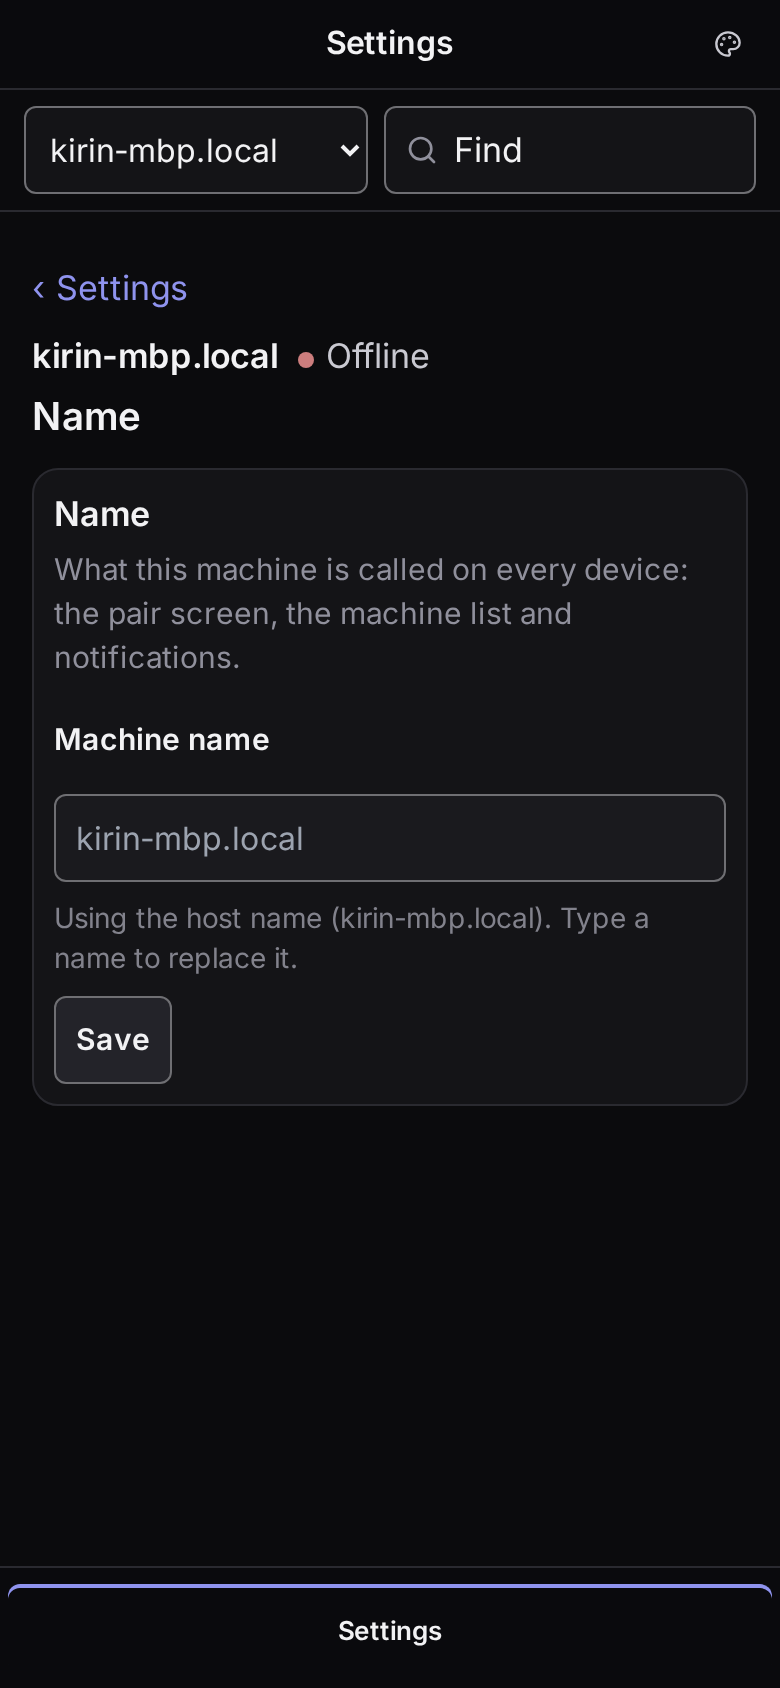 Settings
kirin-mbp.local
Find
‹ Settings
kirin-mbp.local Offline
Name
Name
What this machine is called on every device:
the pair screen, the machine list and
notifications.
Machine name
kirin-mbp.local
Using the host name (kirin-mbp.local). Type a
name to replace it.
Save
Settings